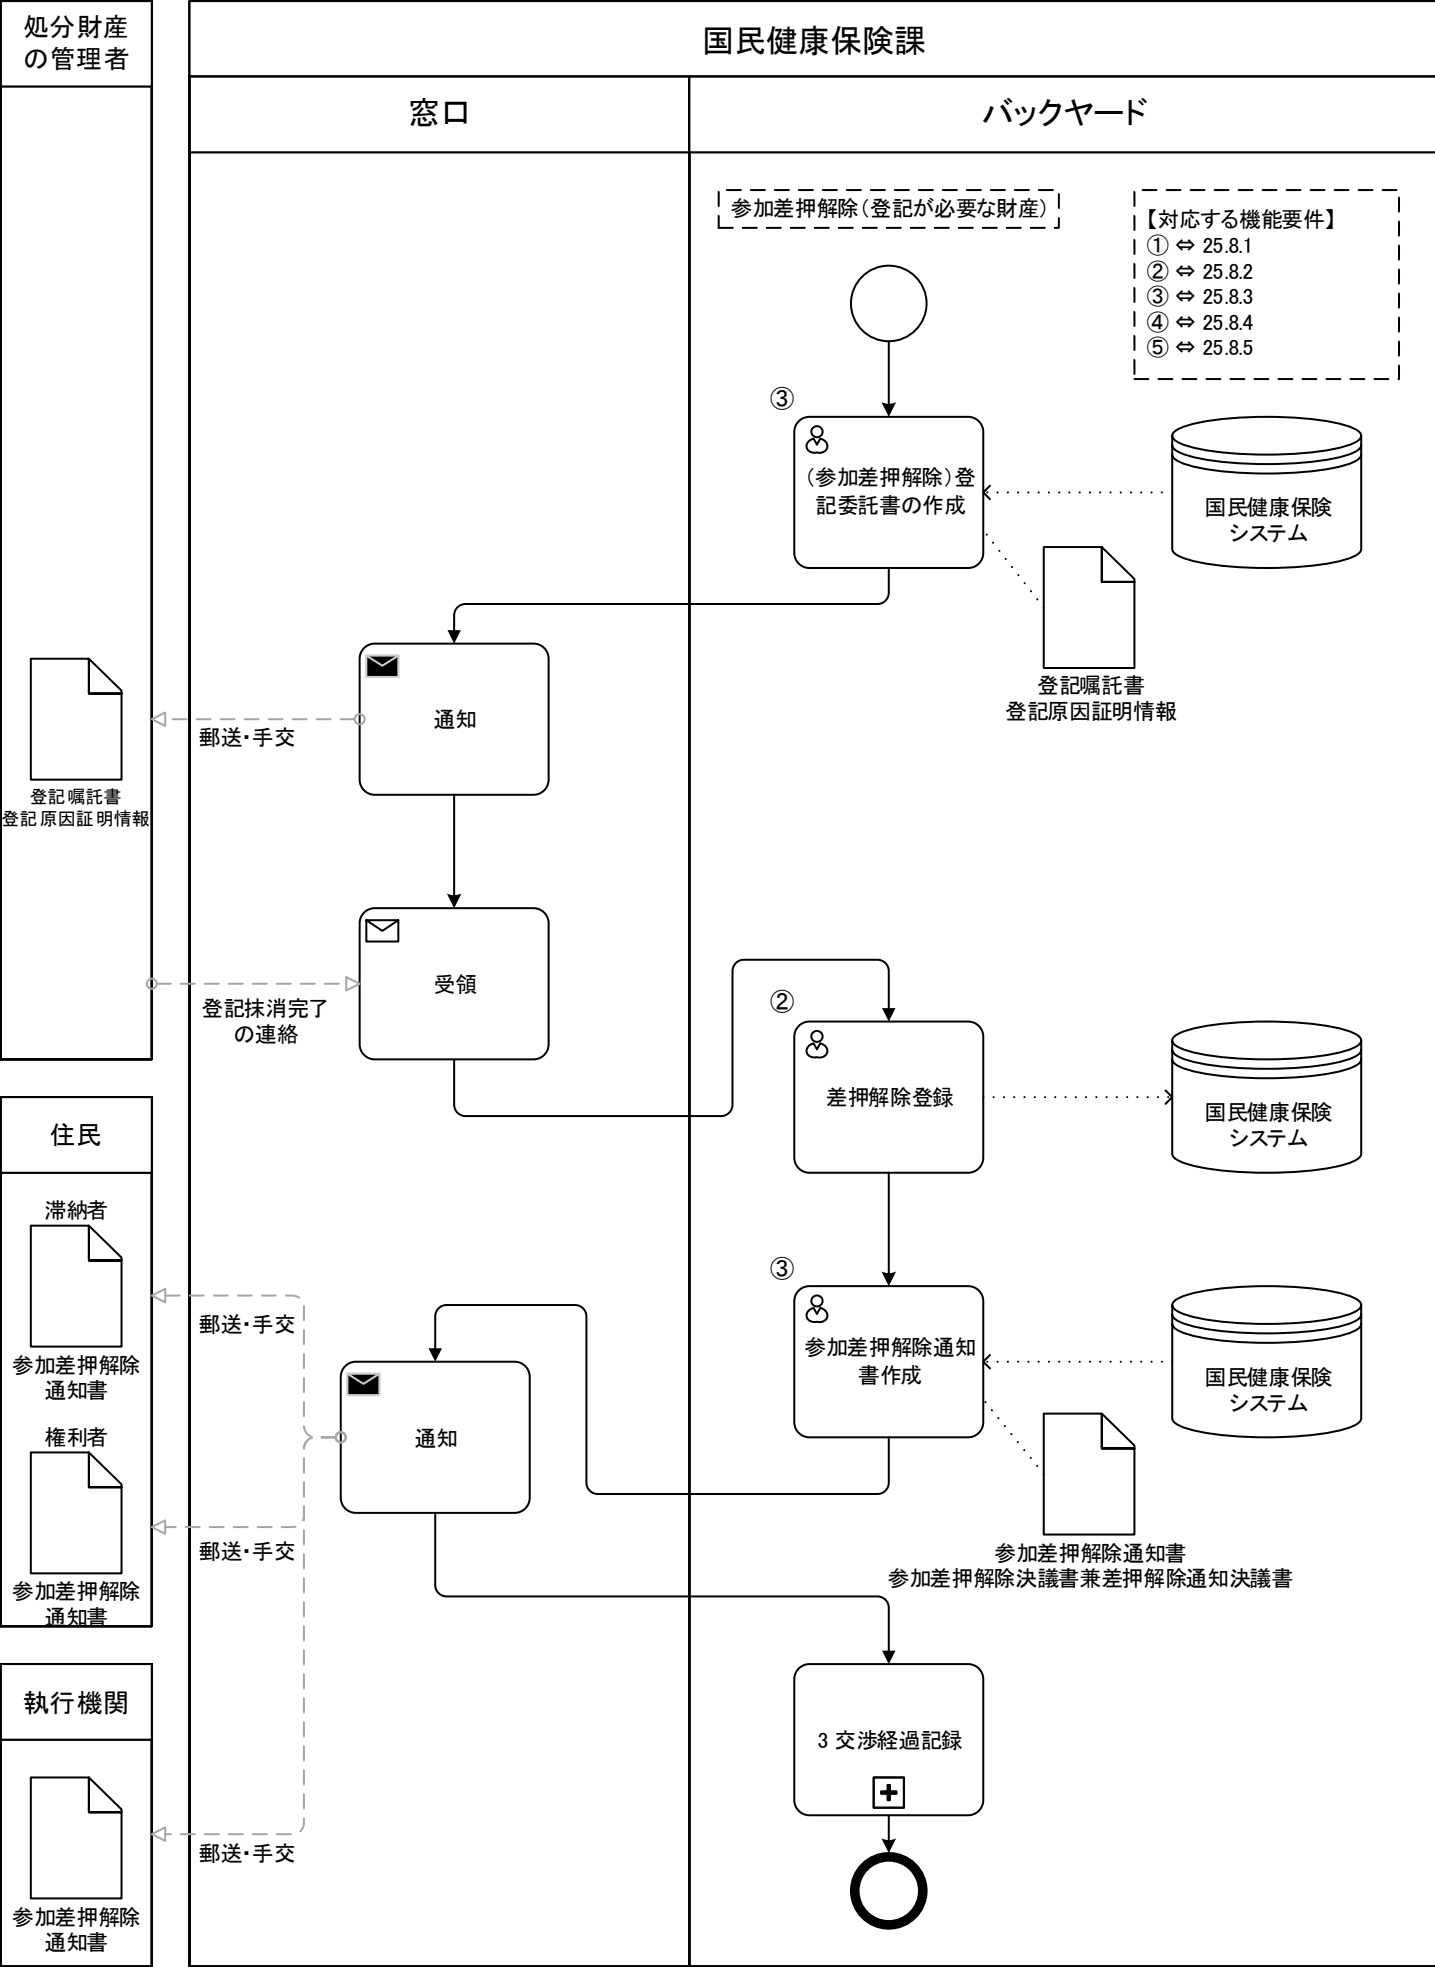 処分財産
の管理者
国民健康保険課
窓口
バックヤード
参加差押解除（登記が必要な財産）
【対応する機能要件】
① ⇔ 25.8.1
② ⇔ 25.8.2
③ ⇔ 25.8.3
④ ⇔ 25.8.4
⑤ ⇔ 25.8.5
③
（参加差押解除）登
記委託書の作成
国民健康保険
システム
登記嘱託書
登記原因証明情報
通知
郵送・手交
登記嘱託書
登記原因証明情報
受領
登記抹消完了
の連絡
②
差押解除登録
国民健康保険
システム
住民
滞納者
参加差押解除
通知書
郵送・手交
③
参加差押解除通知
書作成
国民健康保険
システム
通知
権利者
参加差押解除
通知書
郵送・手交
参加差押解除通知書
参加差押解除決議書兼差押解除通知決議書
執行機関
3 交渉経過記録
郵送・手交
参加差押解除
通知書